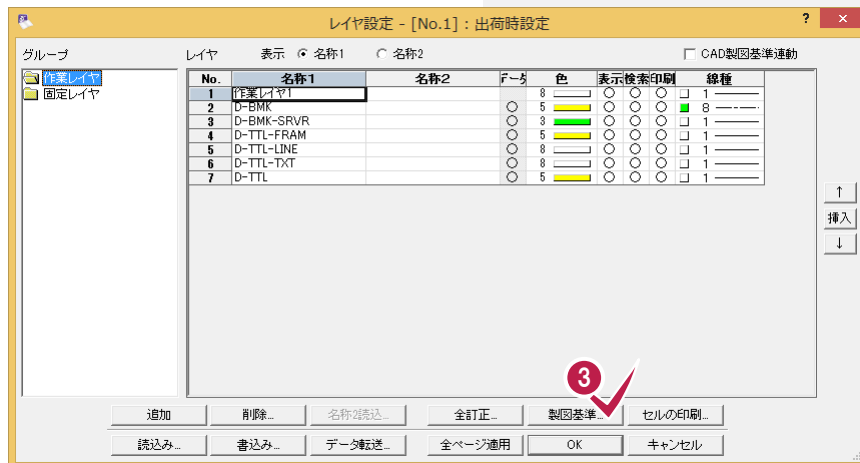 レイヤ設定 - [No.1]：出荷時設定 ? ×
グループ レイヤ 表示 名称1 名称2 CAD製図基準連動
作業レイヤ
固定レイヤ
No. 名称1 名称2 データ 色 表示 検索 印刷 線種
1 作業レイヤ1 8 1
2 D-BMK 5 8
3 D-BMK-SRVR 3 1
4 D-TTL-FRAM 5 1
5 D-TTL-LINE 8 1
6 D-TTL-TXT 8 1
7 D-TTL 5 1
↑
挿入
↓
3
追加 削除... 名称2読込... 全訂正... 製図基準... セルの印刷...
読込み... 書込み... データ転送... 全ページ適用 OK キャンセル